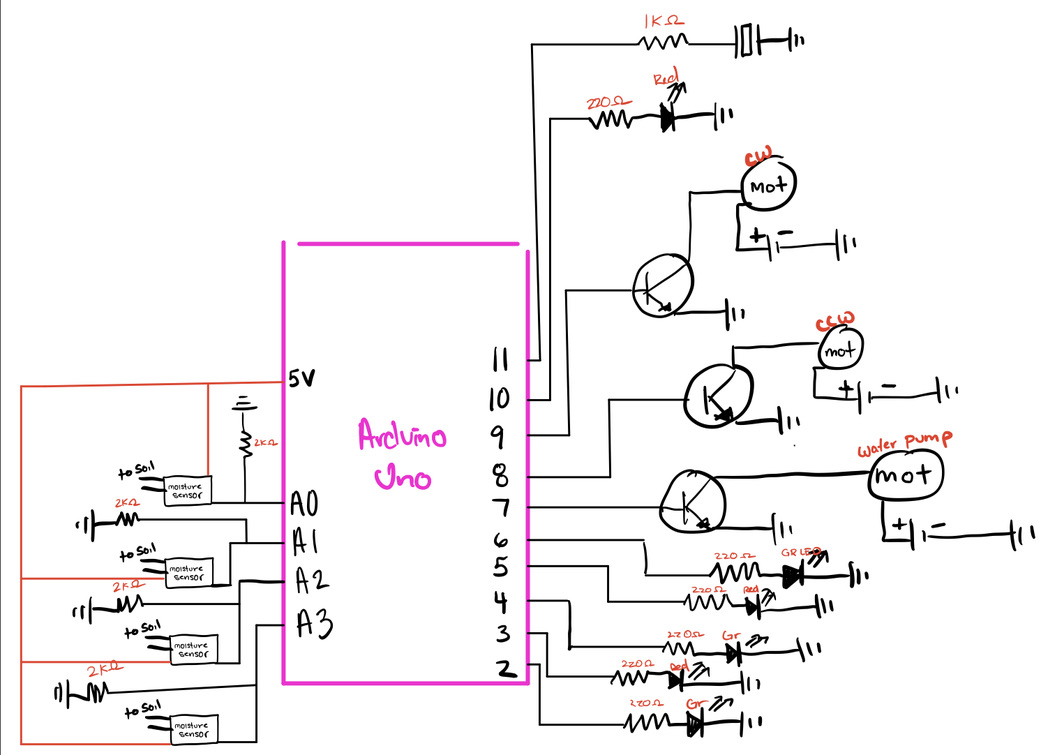 1KΩ
Red
220Ω
CW
mot
+ -
CCW
mot
+ -
water pump
mot
+ -
5V
2KΩ
to soil
moisture
sensor
A0
2KΩ
A1
to soil
moisture
sensor
2KΩ
A2
to soil
moisture
sensor
A3
2KΩ
to soil
moisture
sensor
Arduino
Uno
11
10
9
8
7
6
5
4
3
2
220Ω GR LED
220Ω Red
220Ω Gr
220Ω Red
220Ω Gr